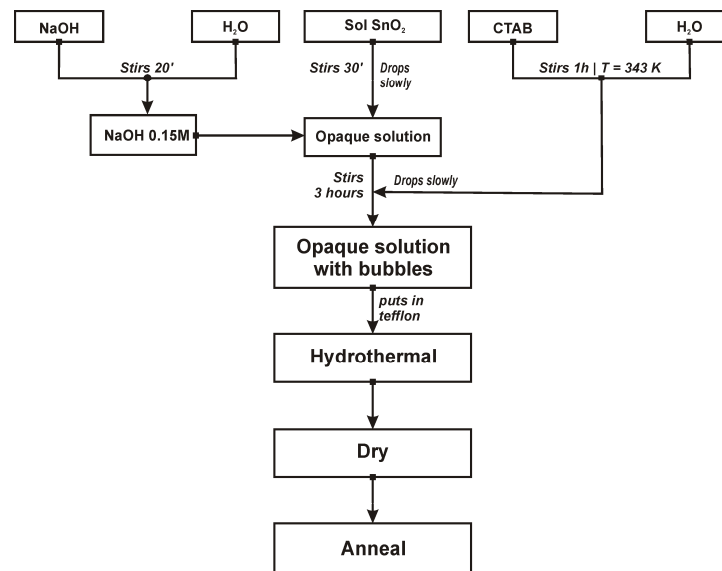 NaOH
H₂O
Sol SnO₂
CTAB
H₂O
Stirs 20'
Stirs 30'
Drops
slowly
Stirs 1h | T = 343 K
NaOH 0.15M
Opaque solution
Stirs
3 hours
Drops slowly
Opaque solution
with bubbles
puts in
tefflon
Hydrothermal
Dry
Anneal